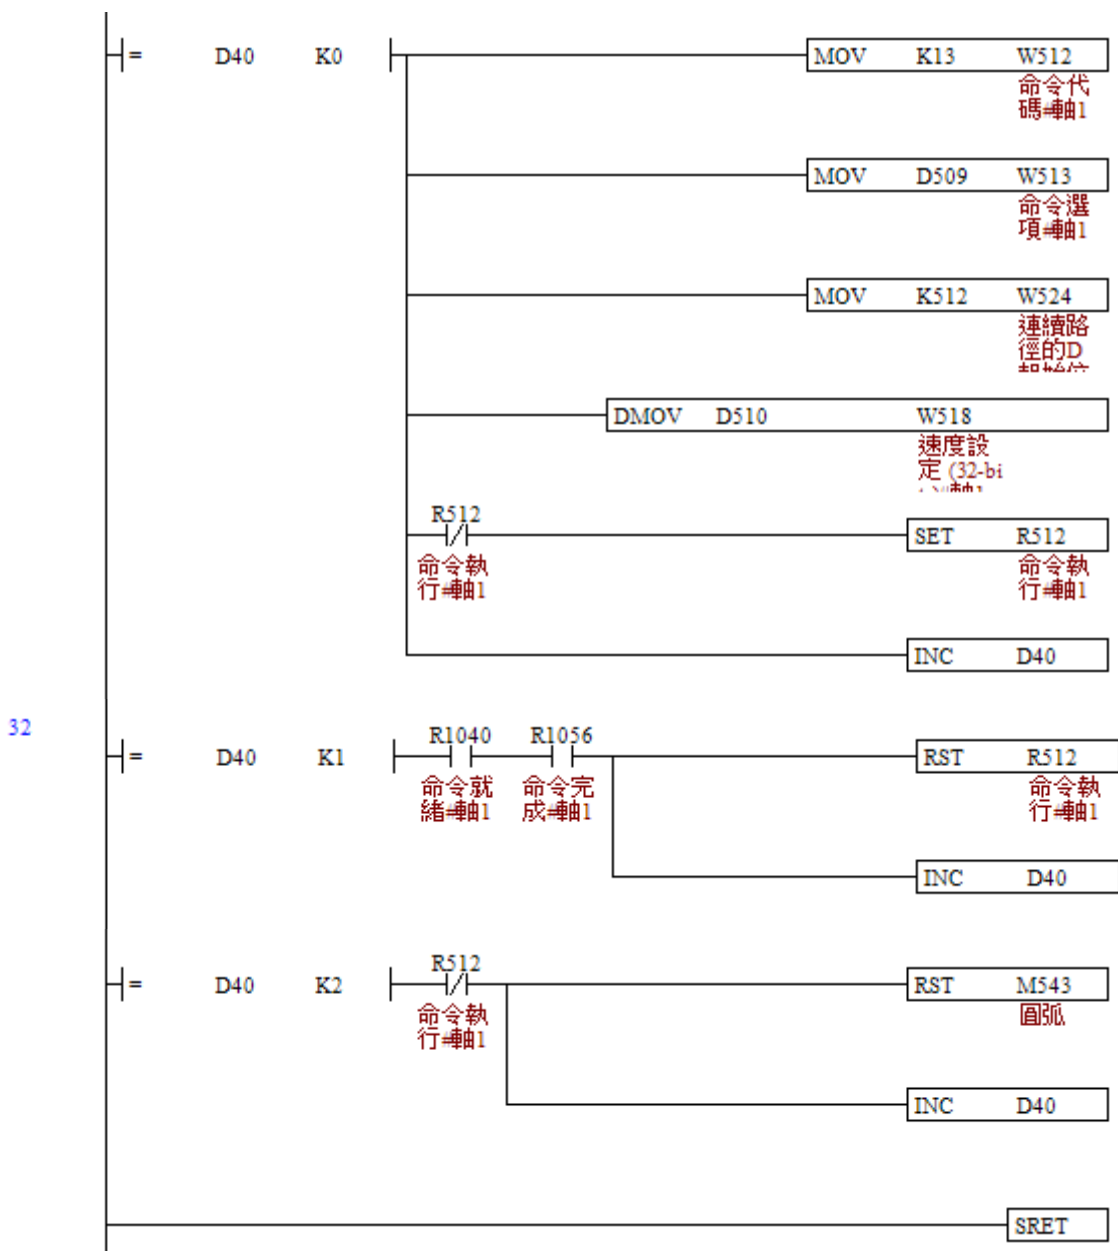 = D40 K0 MOV K13 W512
命令代
碼#軸1
MOV D509 W513
命令選
項#軸1
MOV K512 W524
連續路
徑的D
DMOV D510 W518
速度設
定 (32-bi
R512
SET R512
命令執
行#軸1
命令執
行#軸1
INC D40
32
R1040 R1056
= D40 K1 RST R512
命令就
緒#軸1
命令完
成#軸1
命令執
行#軸1
INC D40
R512
= D40 K2 RST M543
命令執
行#軸1
圓弧
INC D40
SRET